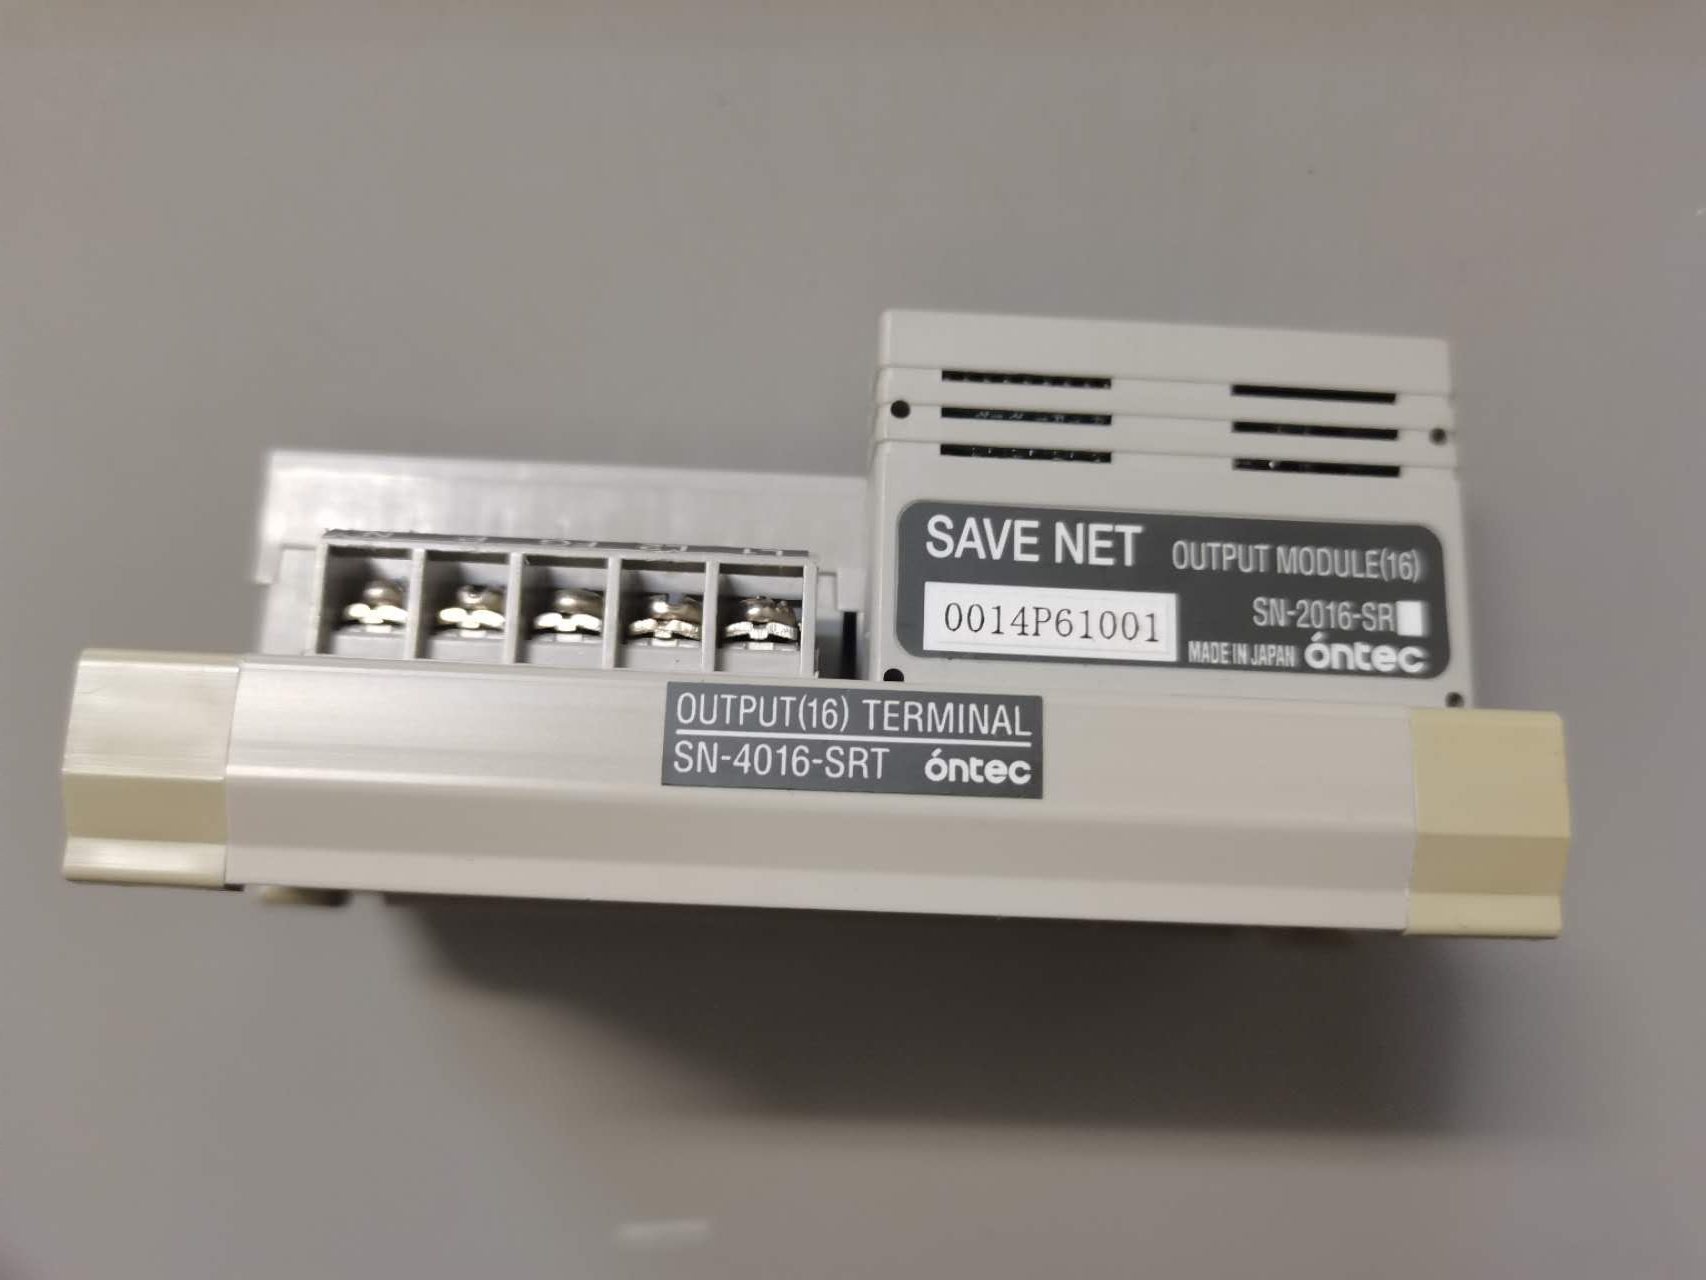 SAVE NET OUTPUT MODULE(16)
0014P61001 SN-2016-SR
MADE IN JAPAN óntec
OUTPUT(16) TERMINAL
SN-4016-SRT óntec